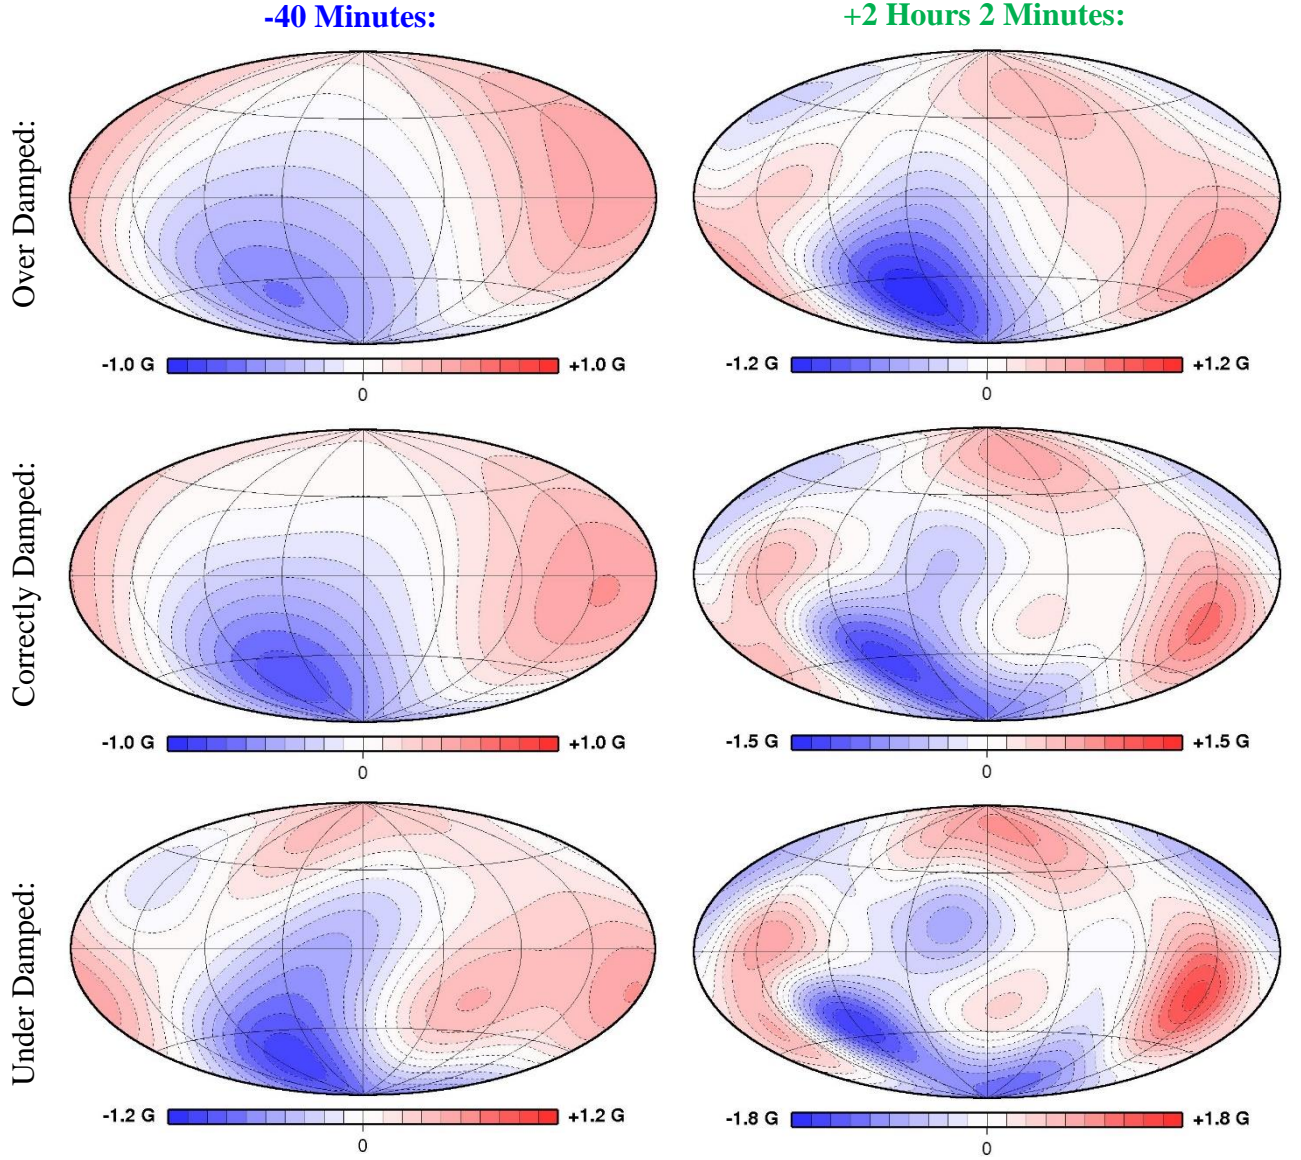 -40 Minutes:
+2 Hours 2 Minutes:
Over Damped:
-1.0 G
+1.0 G
0
-1.2 G
+1.2 G
0
Correctly Damped:
-1.0 G
+1.0 G
0
-1.5 G
+1.5 G
0
Under Damped:
-1.2 G
+1.2 G
0
-1.8 G
+1.8 G
0